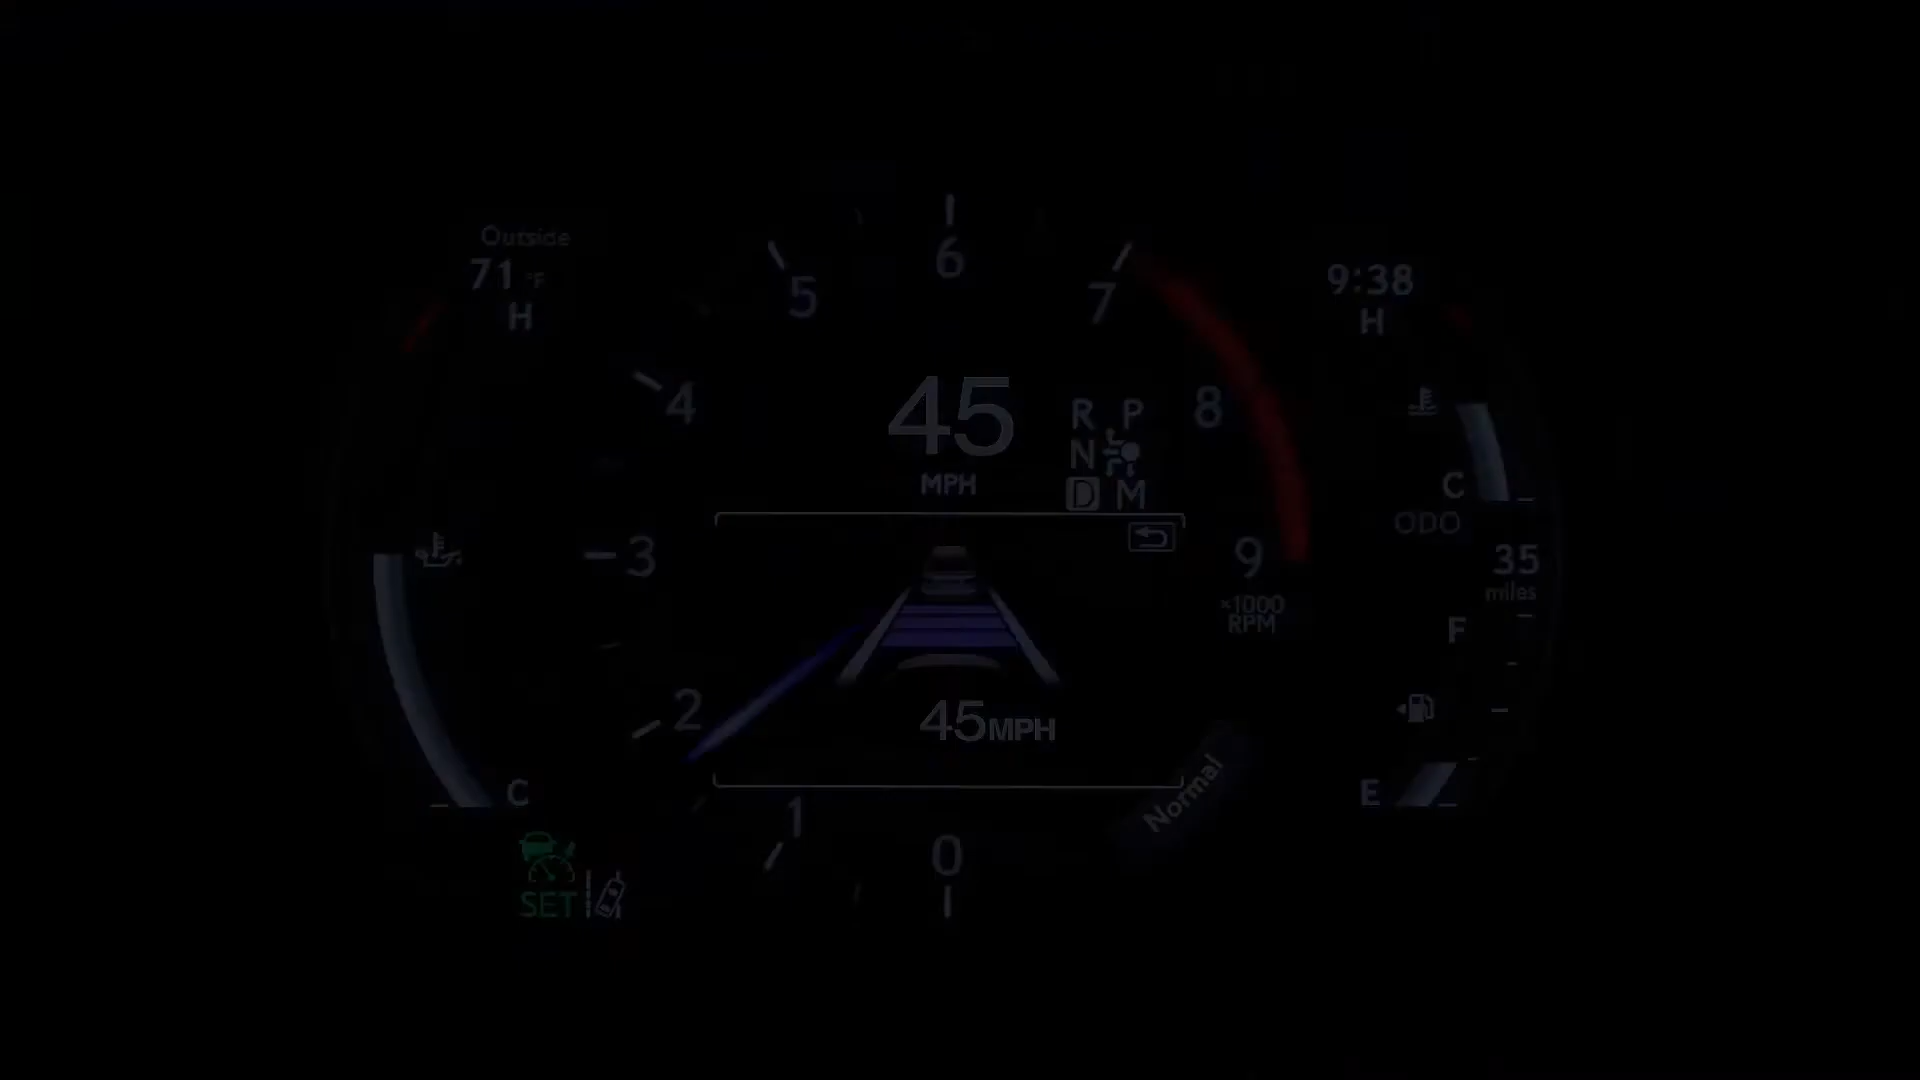 Outside
71 °F
H
C
SET
0
1
2
3
4
5
6
7
8
9
×1000
RPM
45
MPH
R P
N
D M
45MPH
Normal
9:38
H
C
ODO
35
miles
F
E